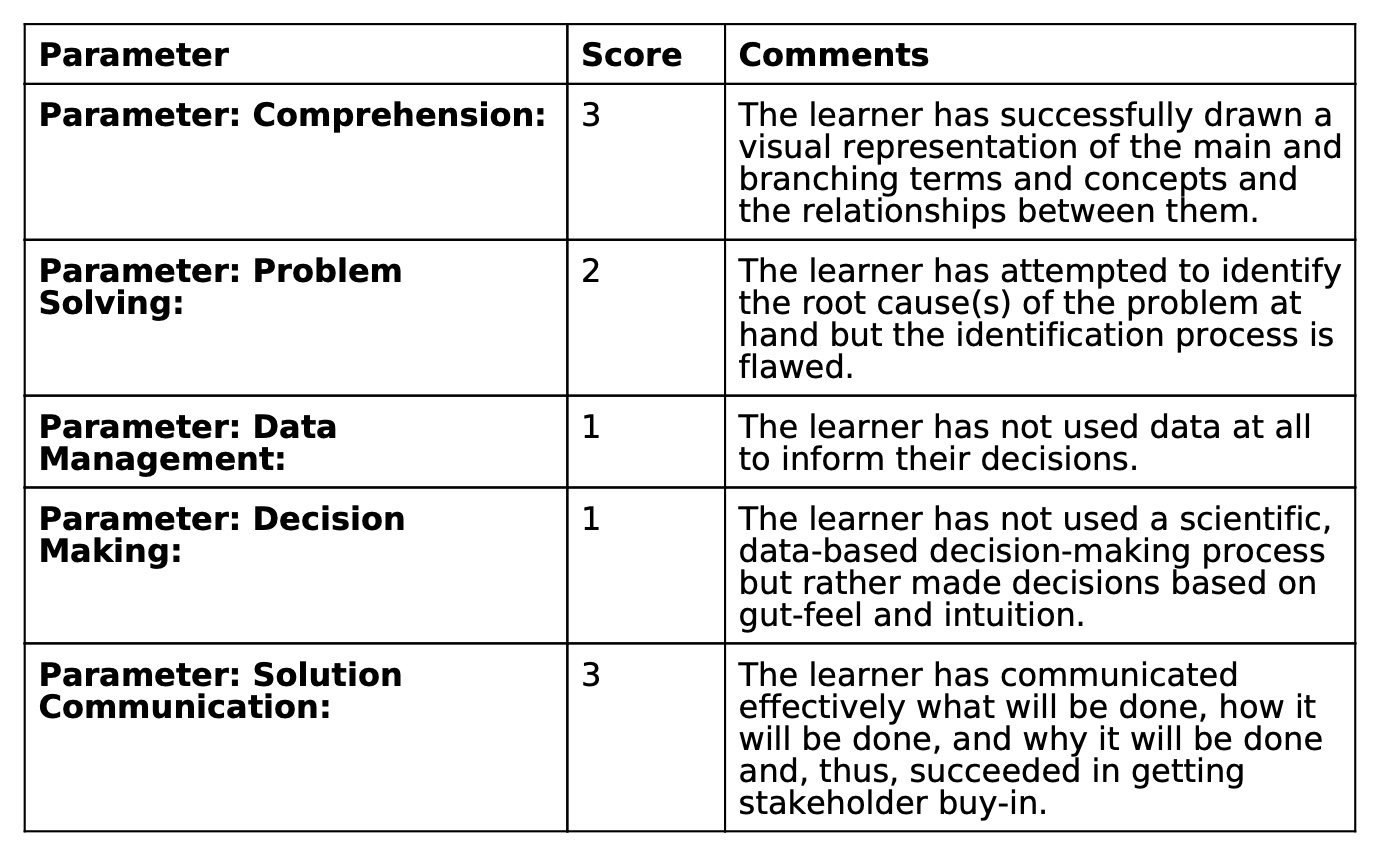 Parameter Score Comments
Parameter: Comprehension: 3 The learner has successfully drawn a
visual representation of the main and
branching terms and concepts and
the relationships between them.
Parameter: Problem 2 The learner has attempted to identify
Solving: the root cause(s) of the problem at
hand but the identification process is
flawed.
Parameter: Data 1 The learner has not used data at all
Management: to inform their decisions.
Parameter: Decision 1 The learner has not used a scientific,
Making: data-based decision-making process
but rather made decisions based on
gut-feel and intuition.
Parameter: Solution 3 The learner has communicated
Communication: effectively what will be done, how it
will be done, and why it will be done
and, thus, succeeded in getting
stakeholder buy-in.